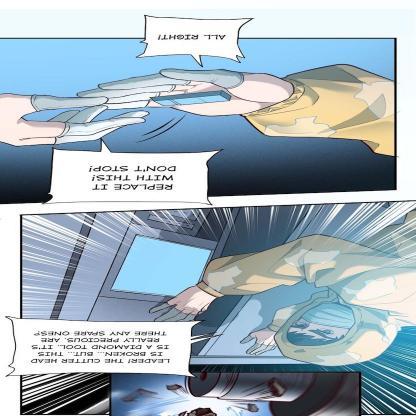 LEADER! THE CUTTER HEAD
IS BROKEN... BUT... THIS
IS A DIAMOND TOOL. IT'S
REALLY PRECIOUS. ARE
THERE ANY SPARE ONES?
REPLACE IT
WITH THIS!
DON'T STOP!
ALL RIGHT!